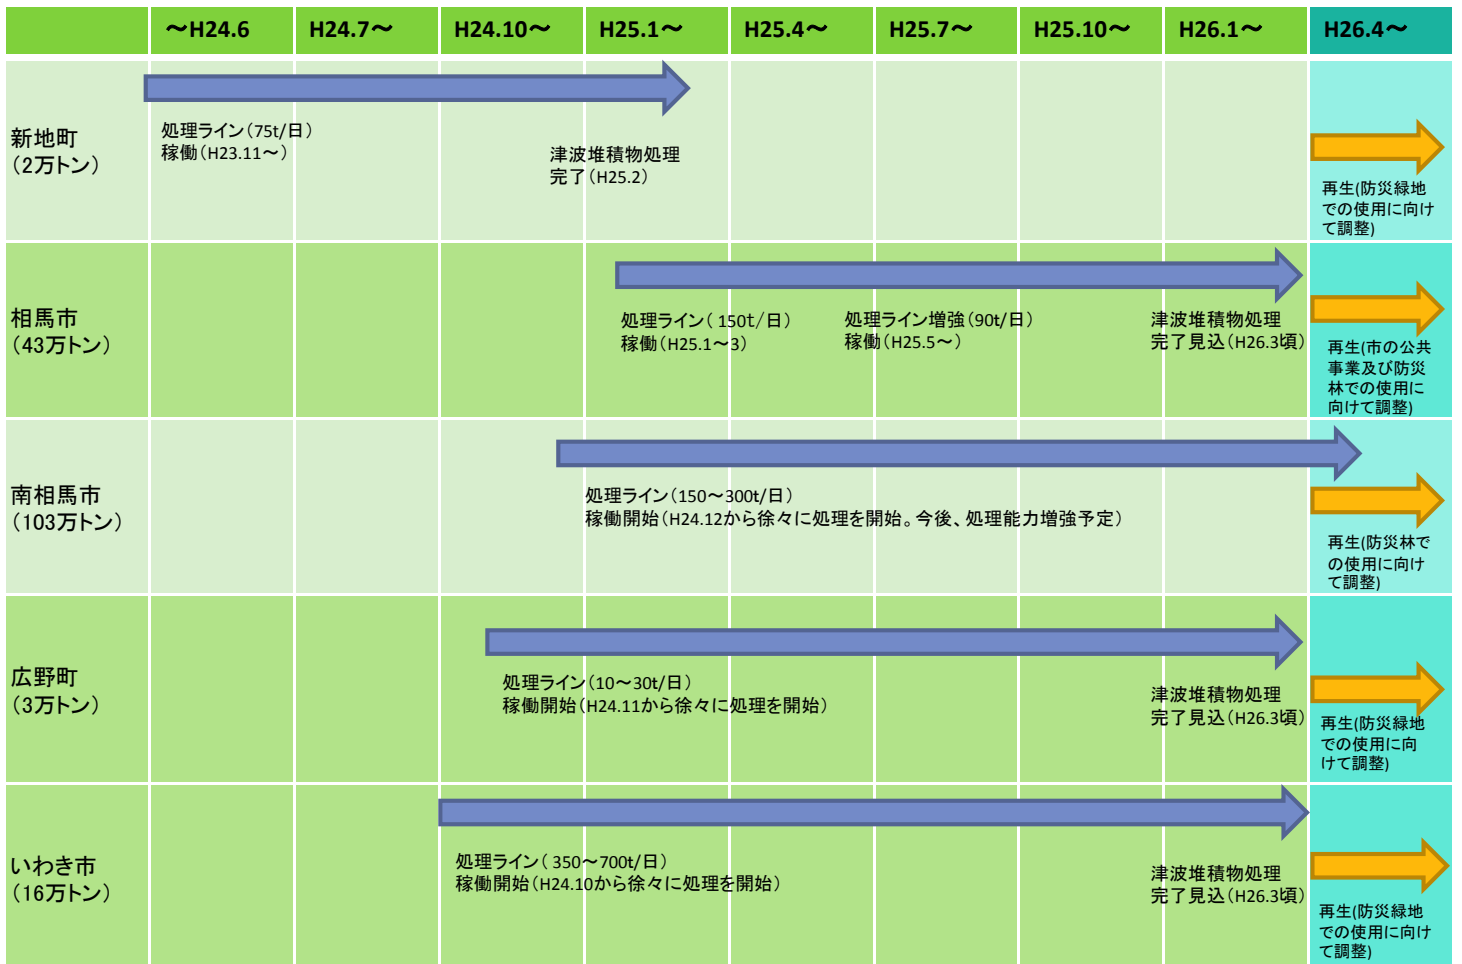 ～H24.6 H24.7～ H24.10～ H25.1～ H25.4～ H25.7～ H25.10～ H26.1～ H26.4～
新地町
（2万トン）
処理ライン（75t/日）
稼働（H23.11～）
津波堆積物処理
完了（H25.2）
再生(防災緑地
での使用に向け
て調整)
相馬市
（43万トン）
処理ライン（ 150t/日）
稼働（H25.1～3）
処理ライン増強（90t/日）
稼働（H25.5～）
津波堆積物処理
完了見込（H26.3頃）
再生(市の公共
事業及び防災
林での使用に
向けて調整)
南相馬市
（103万トン）
処理ライン（150～300t/日）
稼働開始（H24.12から徐々に処理を開始。今後、処理能力増強予定）
再生(防災林で
の使用に向け
て調整)
広野町
（3万トン）
処理ライン（10～30t/日）
稼働開始（H24.11から徐々に処理を開始）
津波堆積物処理
完了見込（H26.3頃）
再生(防災緑地
での使用に向
けて調整)
いわき市
（16万トン）
処理ライン（ 350～700t/日）
稼働開始（H24.10から徐々に処理を開始）
津波堆積物処理
完了見込（H26.3頃）
再生(防災緑地
での使用に向け
て調整)